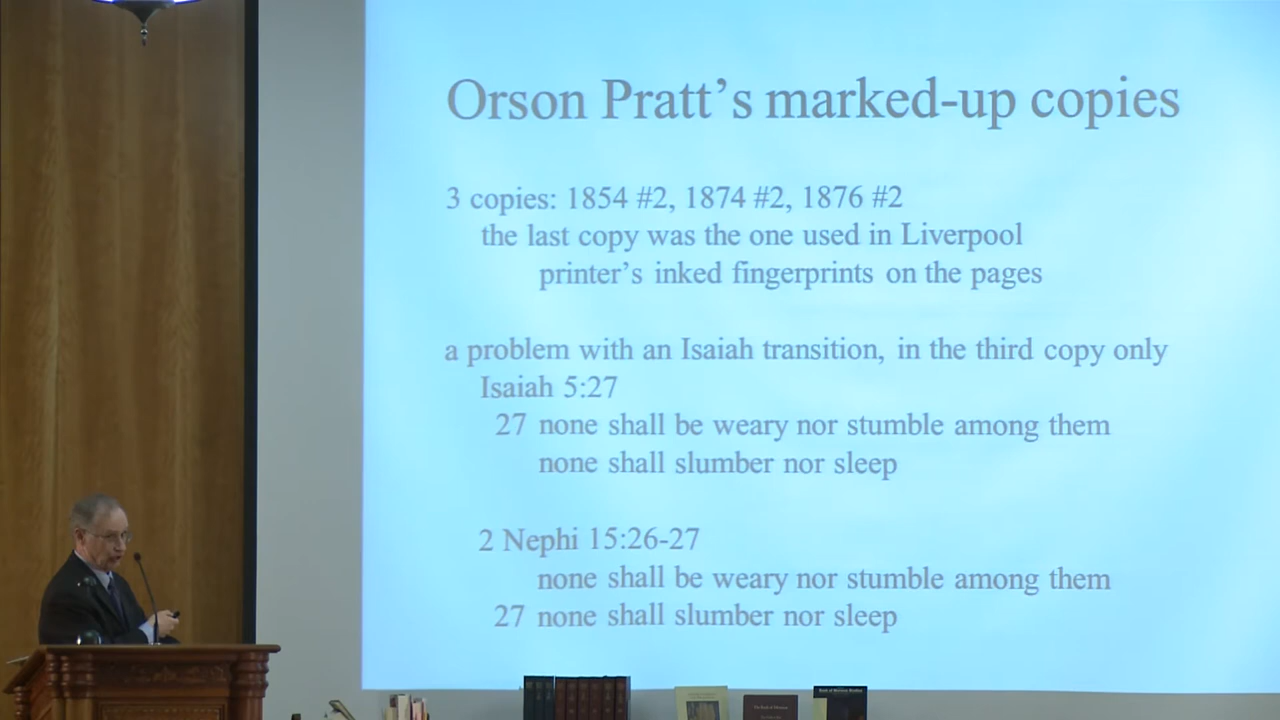 Orson Pratt's marked-up copies
3 copies: 1854 #2, 1874 #2, 1876 #2
the last copy was the one used in Liverpool
printer's inked fingerprints on the pages
a problem with an Isaiah transition, in the third copy only
Isaiah 5:27
27 none shall be weary nor stumble among them
none shall slumber nor sleep
2 Nephi 15:26-27
none shall be weary nor stumble among them
27 none shall slumber nor sleep